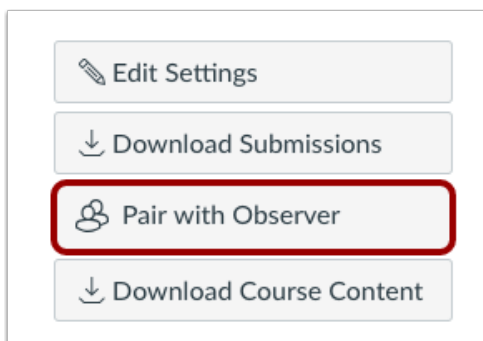 Edit Settings
Download Submissions
Pair with Observer
Download Course Content